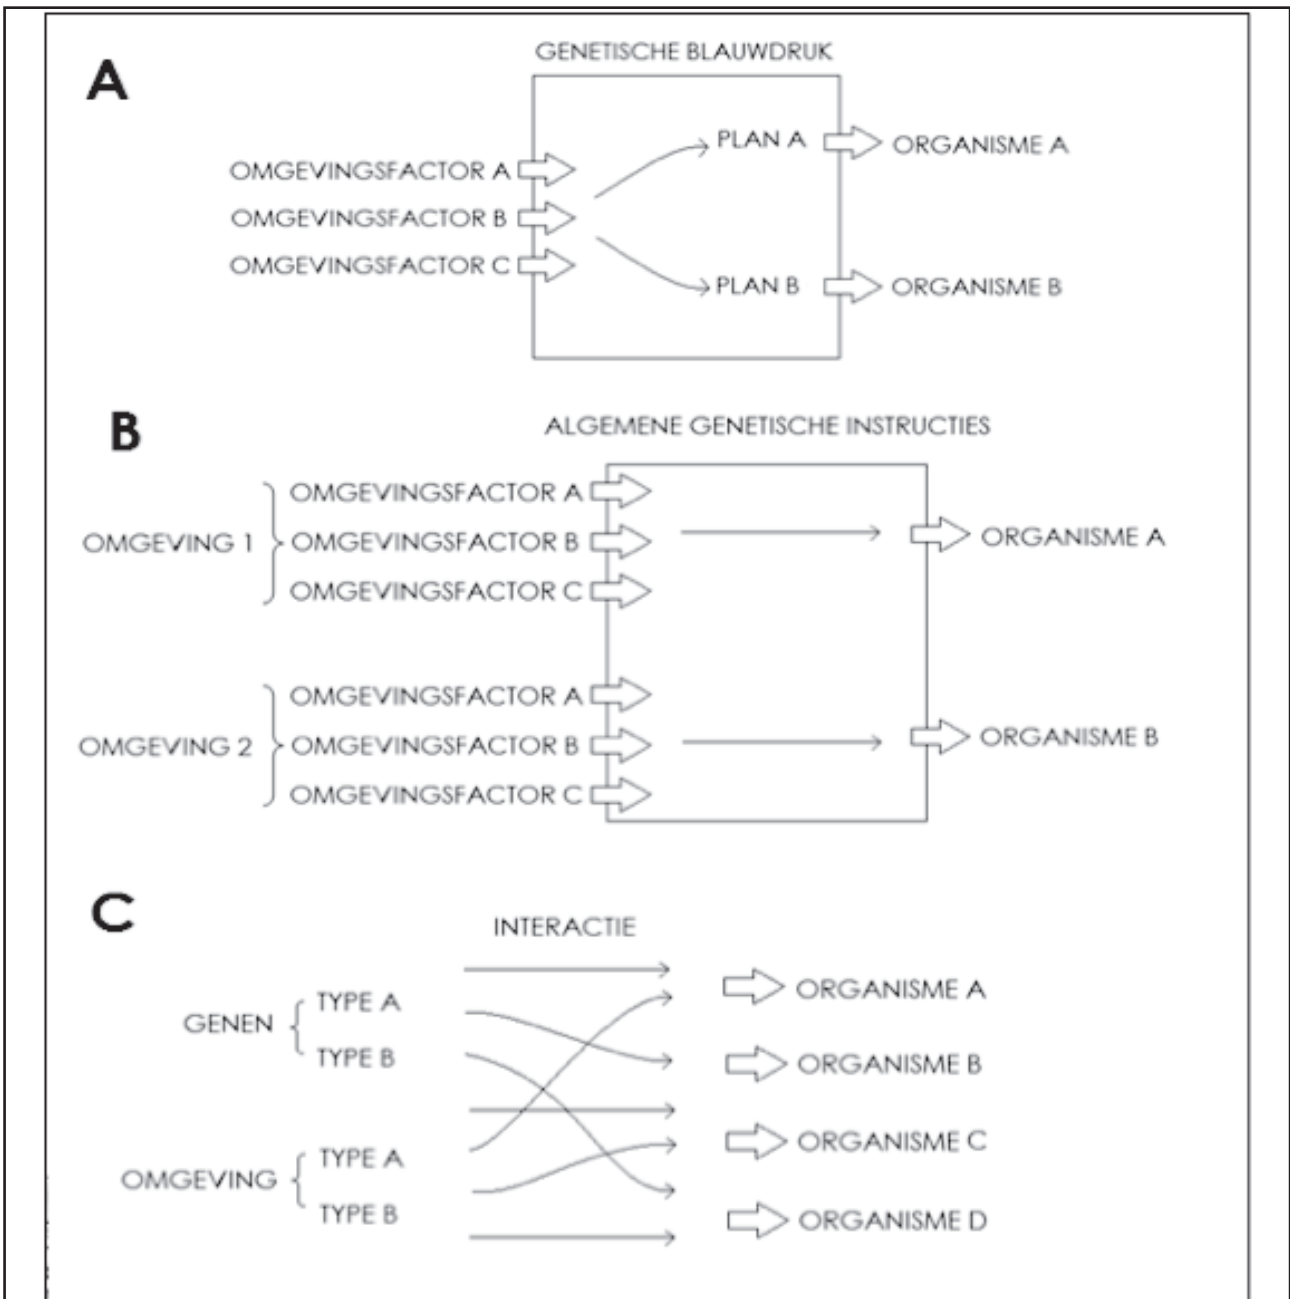 A
GENETISCHE BLAUWDRUK
PLAN A
ORGANISME A
OMGEVINGSFACTOR A
OMGEVINGSFACTOR B
OMGEVINGSFACTOR C
PLAN B
ORGANISME B
B
ALGEMENE GENETISCHE INSTRUCTIES
OMGEVINGSFACTOR A
OMGEVING 1
OMGEVINGSFACTOR B
ORGANISME A
OMGEVINGSFACTOR C
OMGEVINGSFACTOR A
OMGEVING 2
OMGEVINGSFACTOR B
ORGANISME B
OMGEVINGSFACTOR C
C
INTERACTIE
GENEN
TYPE A
TYPE B
ORGANISME A
ORGANISME B
OMGEVING
TYPE A
TYPE B
ORGANISME C
ORGANISME D